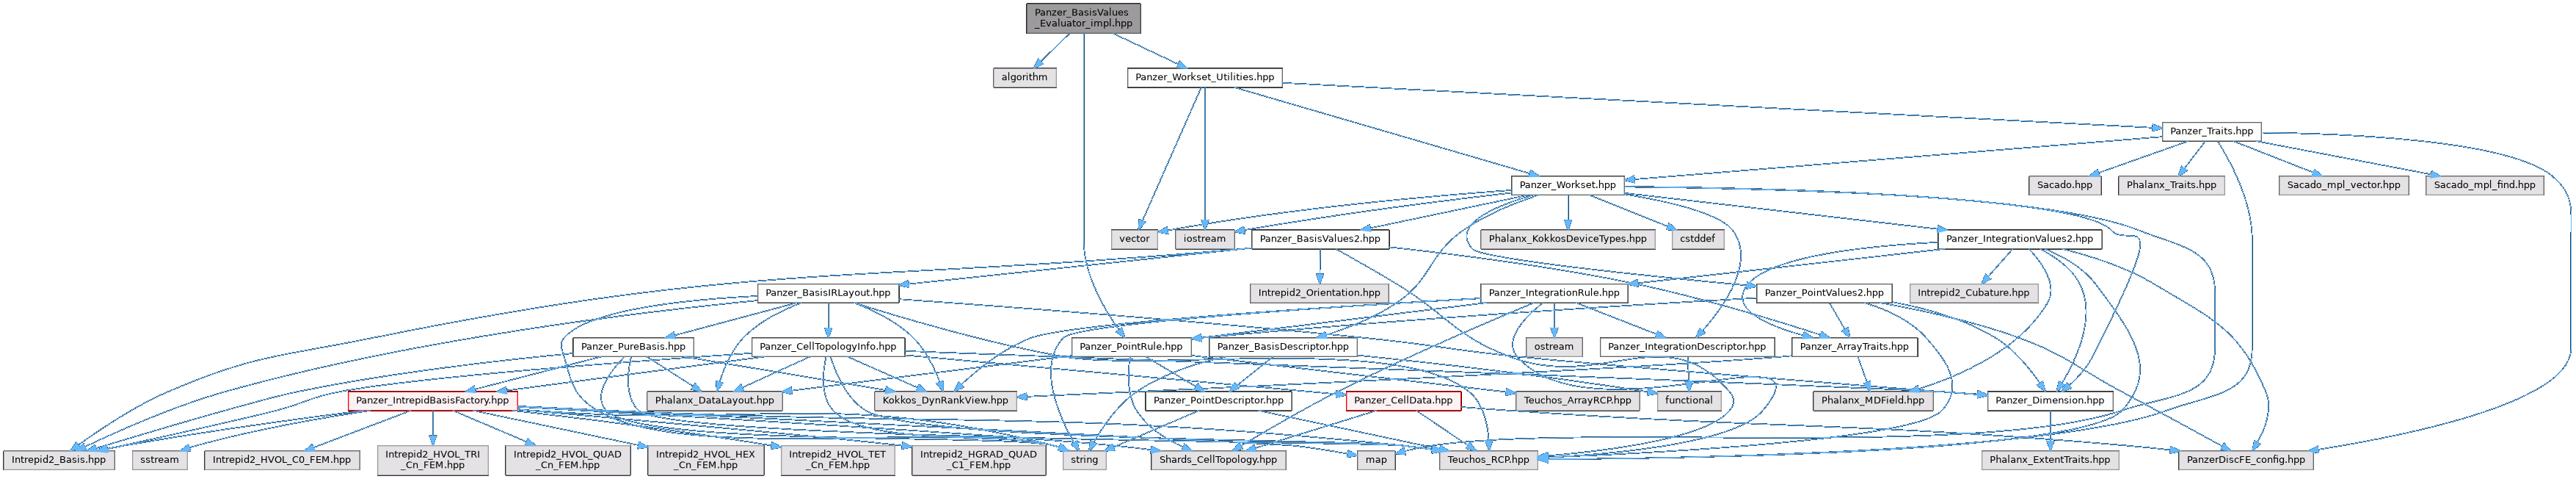 Panzer_BasisValues
_Evaluator_impl.hpp
algorithm
Panzer_Workset_Utilities.hpp
Panzer_Traits.hpp
Panzer_Workset.hpp
Sacado.hpp
Phalanx_Traits.hpp
Sacado_mpl_vector.hpp
Sacado_mpl_find.hpp
vector
iostream
Panzer_BasisValues2.hpp
Phalanx_KokkosDeviceTypes.hpp
cstddef
Panzer_IntegrationValues2.hpp
Panzer_BasisIRLayout.hpp
Intrepid2_Orientation.hpp
Panzer_IntegrationRule.hpp
Panzer_PointValues2.hpp
Intrepid2_Cubature.hpp
Panzer_PureBasis.hpp
Panzer_CellTopologyInfo.hpp
Panzer_PointRule.hpp
Panzer_BasisDescriptor.hpp
ostream
Panzer_IntegrationDescriptor.hpp
Panzer_ArrayTraits.hpp
Panzer_IntrepidBasisFactory.hpp
Phalanx_DataLayout.hpp
Kokkos_DynRankView.hpp
Panzer_PointDescriptor.hpp
Panzer_CellData.hpp
Teuchos_ArrayRCP.hpp
functional
Phalanx_MDField.hpp
Panzer_Dimension.hpp
Intrepid2_Basis.hpp
sstream
Intrepid2_HVOL_C0_FEM.hpp
Intrepid2_HVOL_TRI
_Cn_FEM.hpp
Intrepid2_HVOL_QUAD
_Cn_FEM.hpp
Intrepid2_HVOL_HEX
_Cn_FEM.hpp
Intrepid2_HVOL_TET
_Cn_FEM.hpp
Intrepid2_HGRAD_QUAD
_C1_FEM.hpp
string
Shards_CellTopology.hpp
map
Teuchos_RCP.hpp
Phalanx_ExtentTraits.hpp
PanzerDiscFE_config.hpp